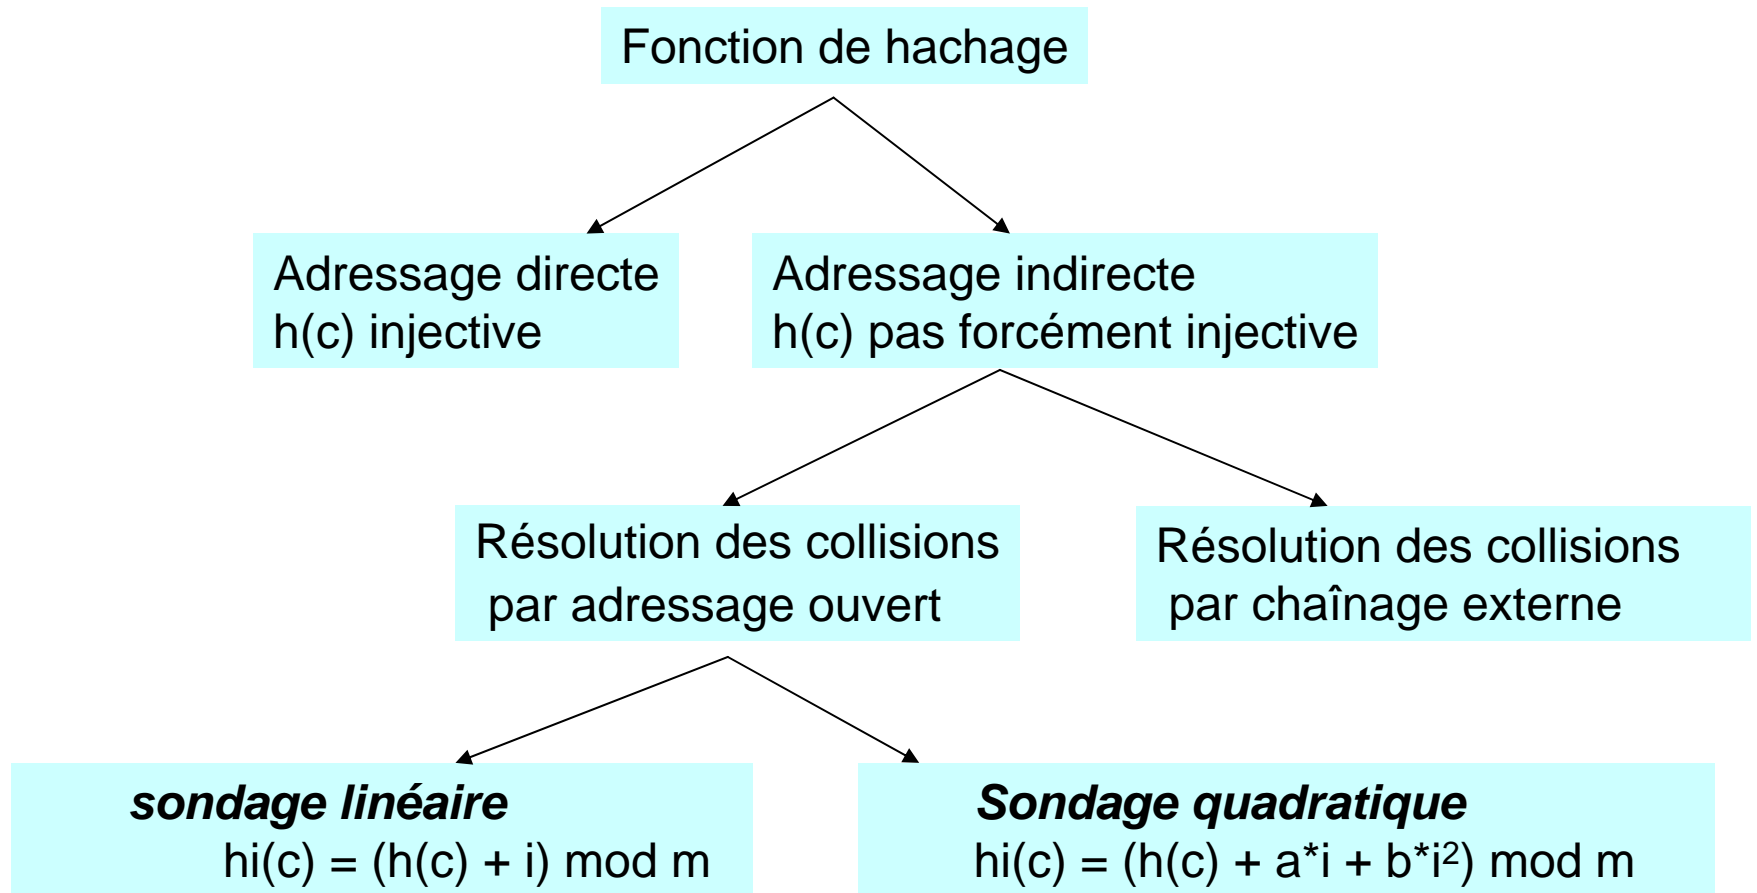 Fonction de hachage
Adressage directe
h(c) injective
Adressage indirecte
h(c) pas forcément injective
Résolution des collisions
par adressage ouvert
Résolution des collisions
par chaînage externe
sondage linéaire
hi(c) = (h(c) + i) mod m
Sondage quadratique
hi(c) = (h(c) + a*i + b*i²) mod m